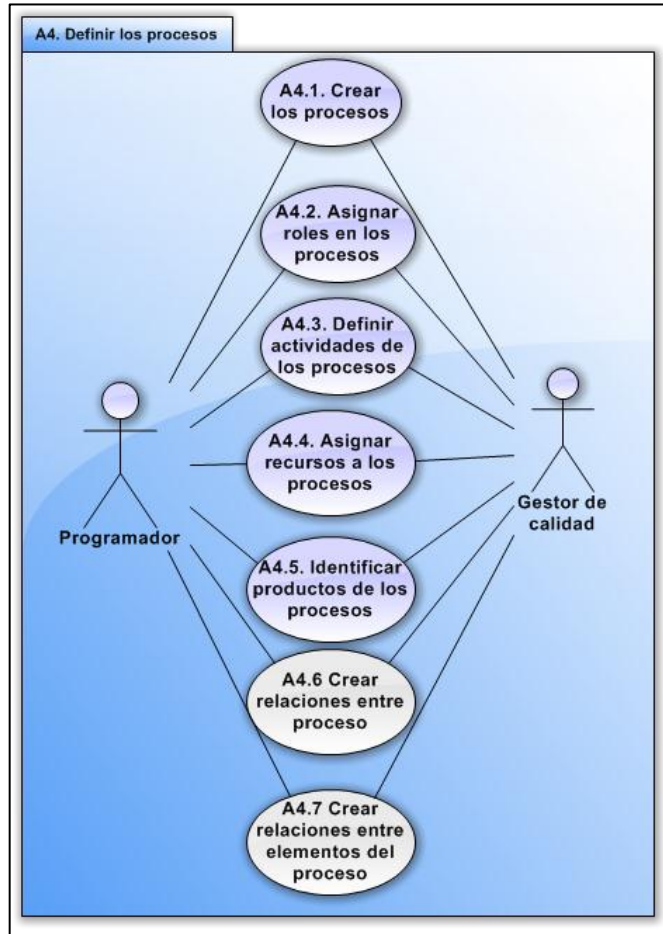 A4. Definir los procesos
A4.1. Crear
los procesos
A4.2. Asignar
roles en los
procesos
A4.3. Definir
actividades de
los procesos
A4.4. Asignar
recursos a los
procesos
Programador
Gestor de
calidad
A4.5. Identificar
productos de los
procesos
A4.6 Crear
relaciones entre
proceso
A4.7 Crear
relaciones entre
elementos del
proceso